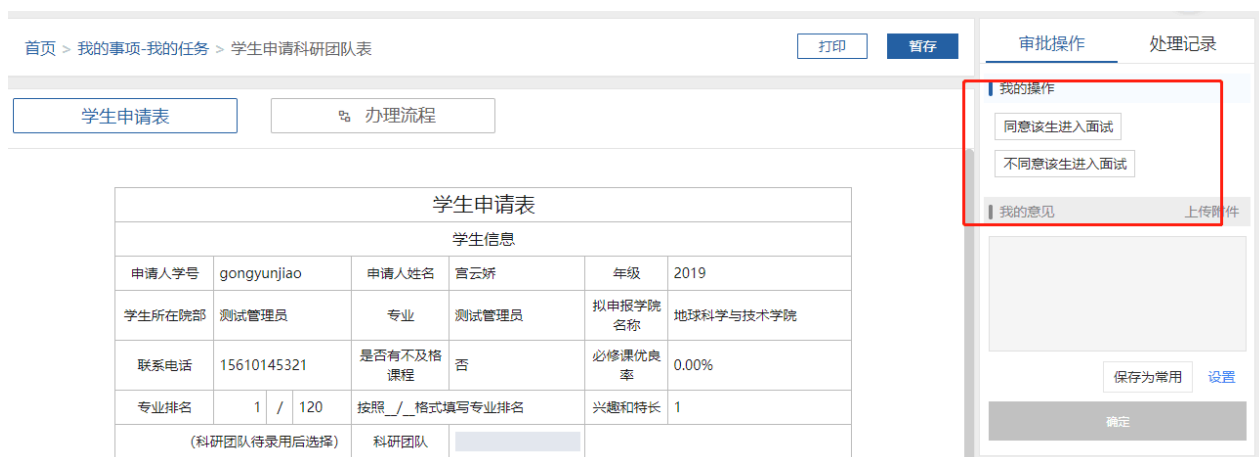 首页 > 我的事项-我的任务 > 学生申请科研团队表
打印
暂存
学生申请表
办理流程
学生申请表
学生信息
申请人学号 gongyunjiao 申请人姓名 宫云娇 年级 2019
学生所在院部 测试管理员 专业 测试管理员 拟申报学院名称 地球科学与技术学院
联系电话 15610145321 是否有不及格课程 否 必修课优良率 0.00%
专业排名 1 / 120 按照_/_格式填写专业排名 兴趣和特长 1
(科研团队待录用后选择) 科研团队
审批操作 处理记录
我的操作
同意该生进入面试
不同意该生进入面试
我的意见 上传附件
保存为常用 设置
确定